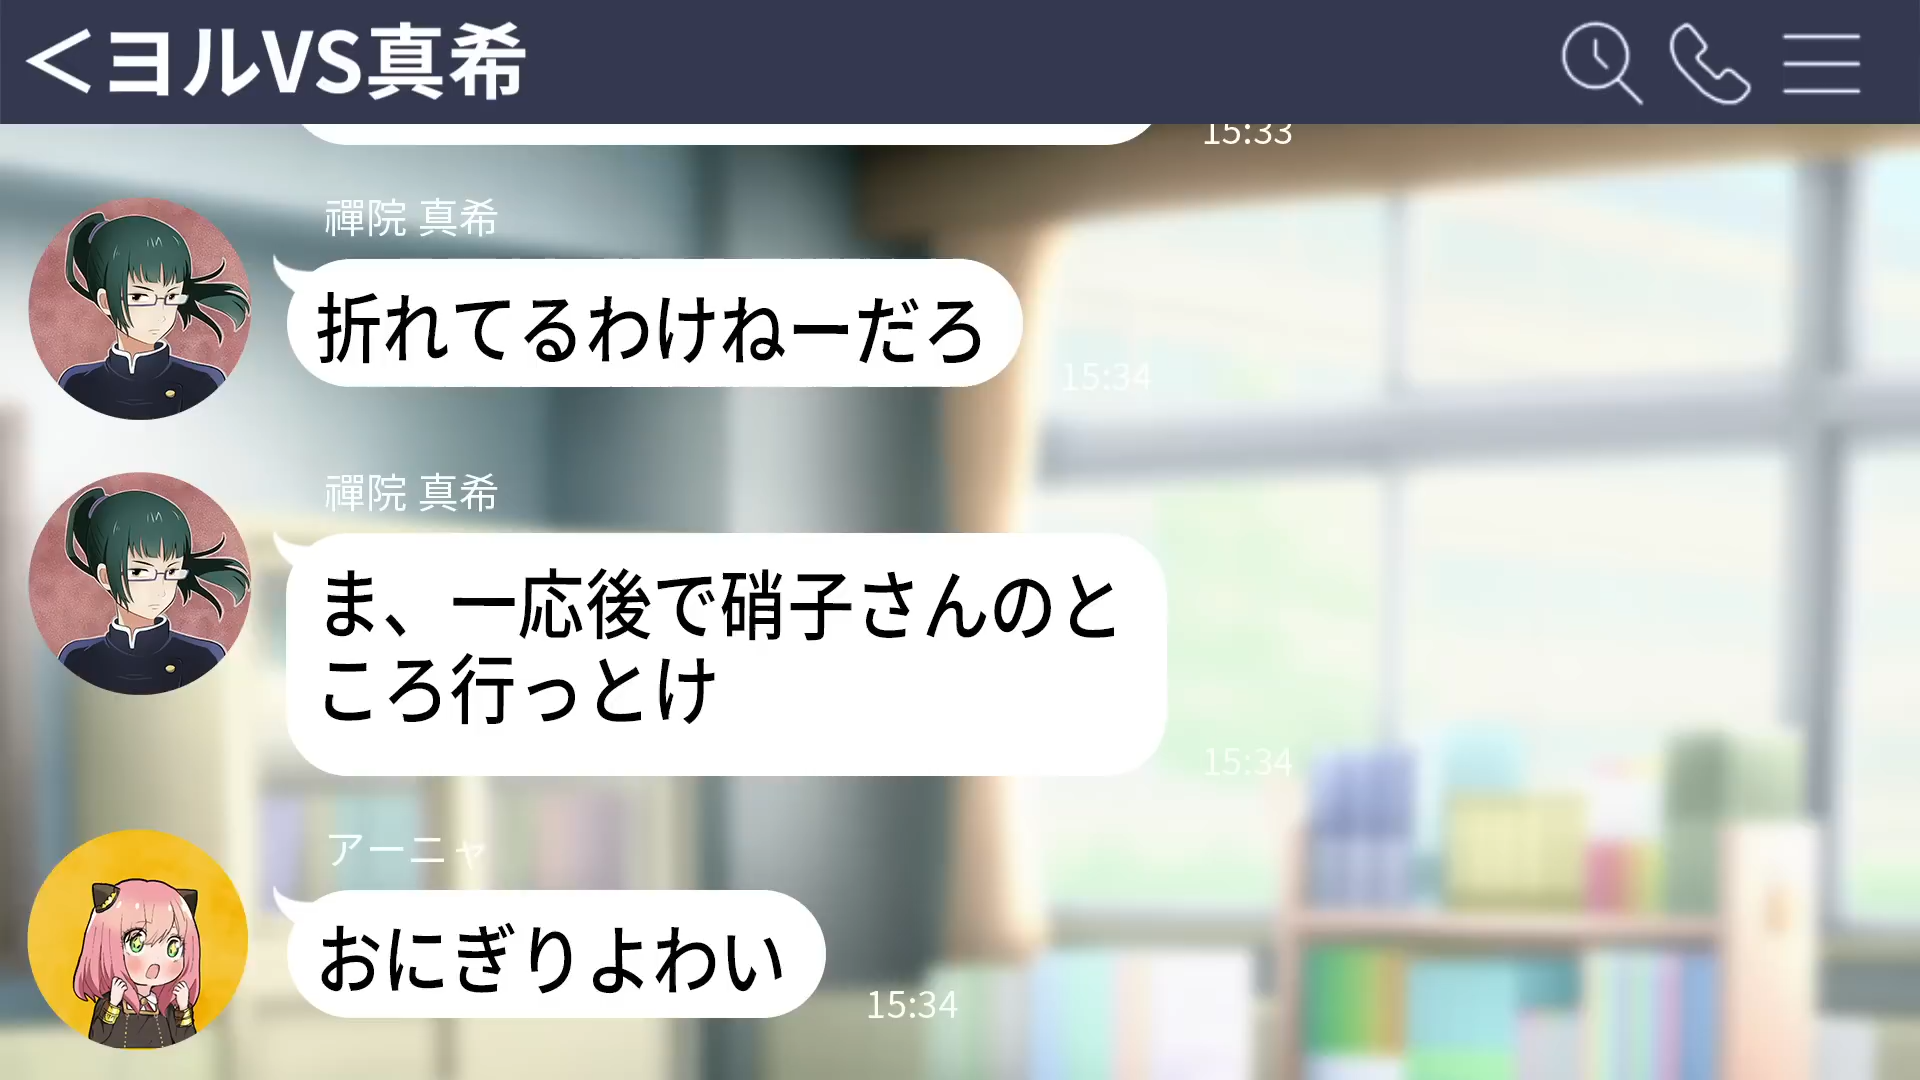 <ヨルVS真希
15:33
禪院 真希
折れてるわけねーだろ
15:34
禪院 真希
ま、一応後で硝子さんのと
ころ行っとけ
15:34
アーニャ
おにぎりよわい
15:34